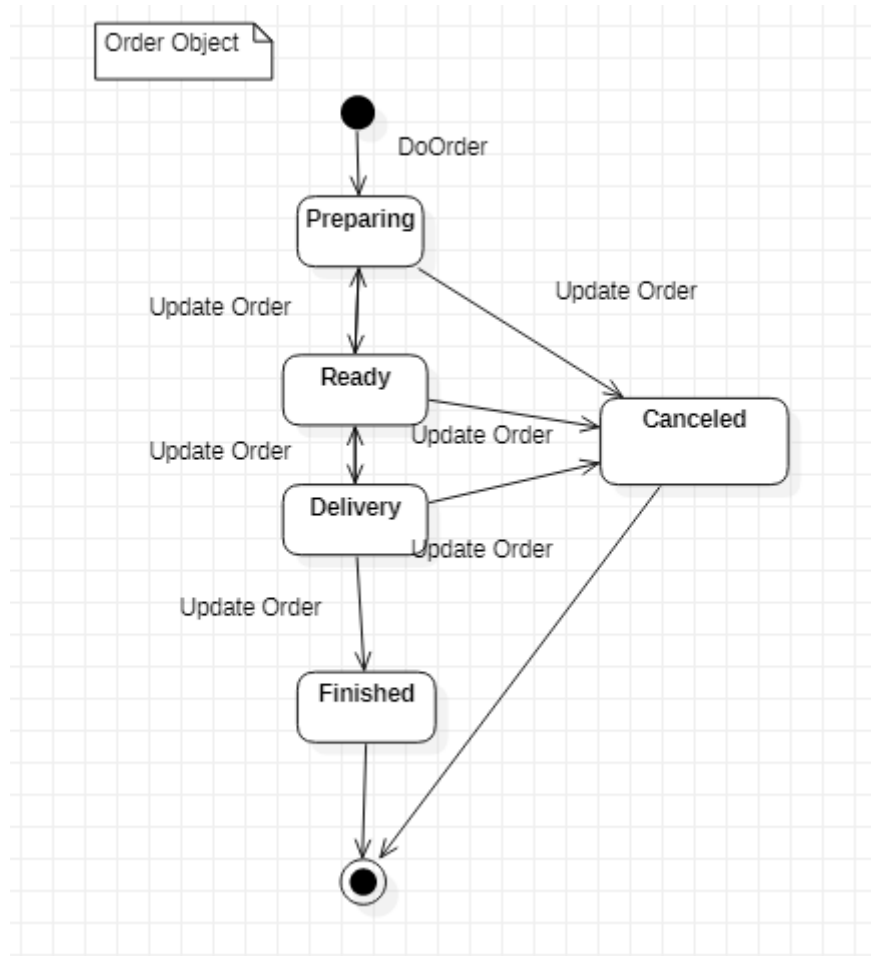 Order Object
DoOrder
Preparing
Update Order
Update Order
Ready
Canceled
Update Order
Update Order
Delivery
Update Order
Update Order
Finished